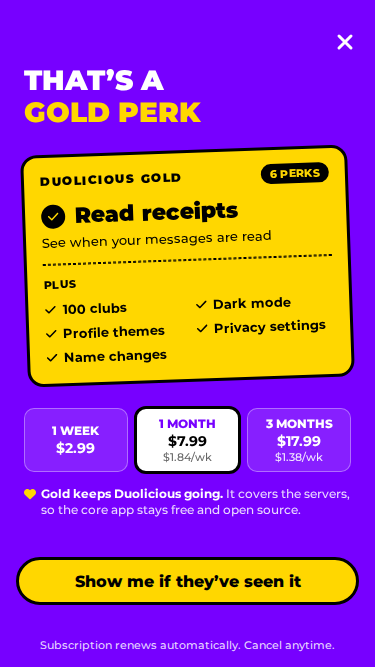 THAT'S A
GOLD PERK
DUOLICIOUS GOLD
6 PERKS
Read receipts
See when your messages are read
PLUS
100 clubs
Dark mode
Profile themes
Privacy settings
Name changes
1 WEEK
$2.99
1 MONTH
$7.99
$1.84/wk
3 MONTHS
$17.99
$1.38/wk
Gold keeps Duolicious going. It covers the servers,
so the core app stays free and open source.
Show me if they've seen it
Subscription renews automatically. Cancel anytime.